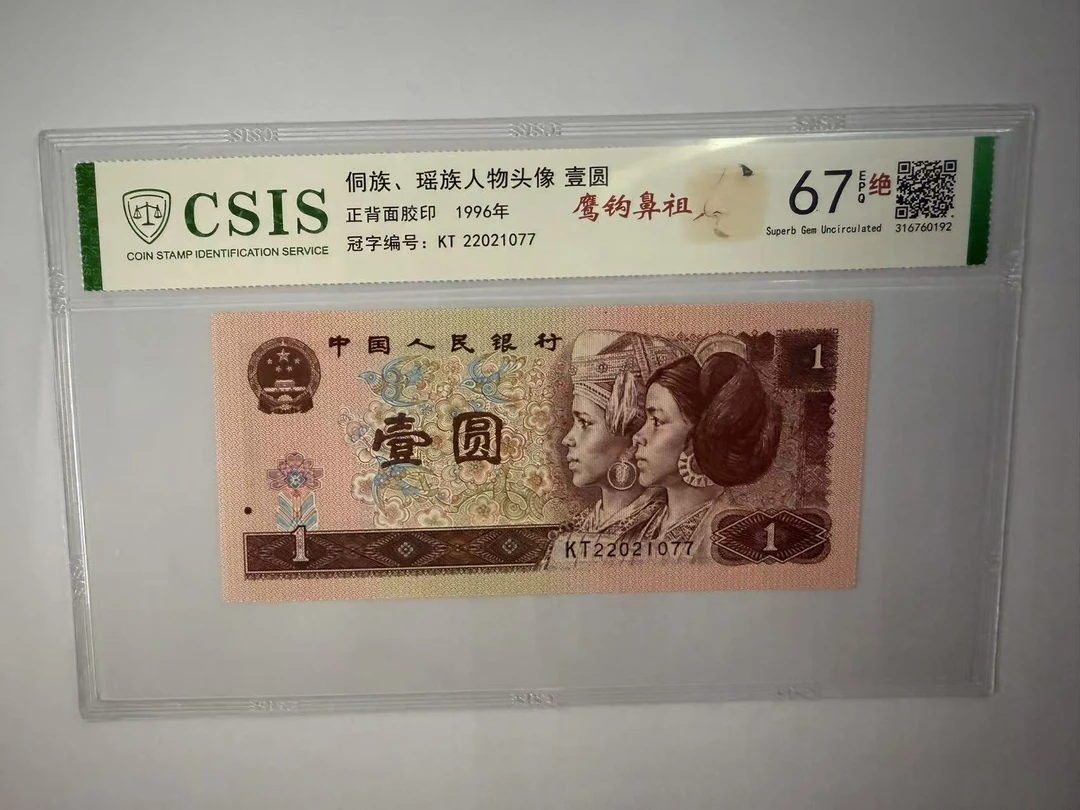 CSIS
COIN STAMP IDENTIFICATION SERVICE
侗族、瑶族人物头像 壹圆
正背面胶印 1996年
冠字编号：KT 22021077
鹰钩鼻祖
67 EPQ 绝
Superb Gem Uncirculated
316760192
中国人民银行
1
壹圆
1
KT22021077
1